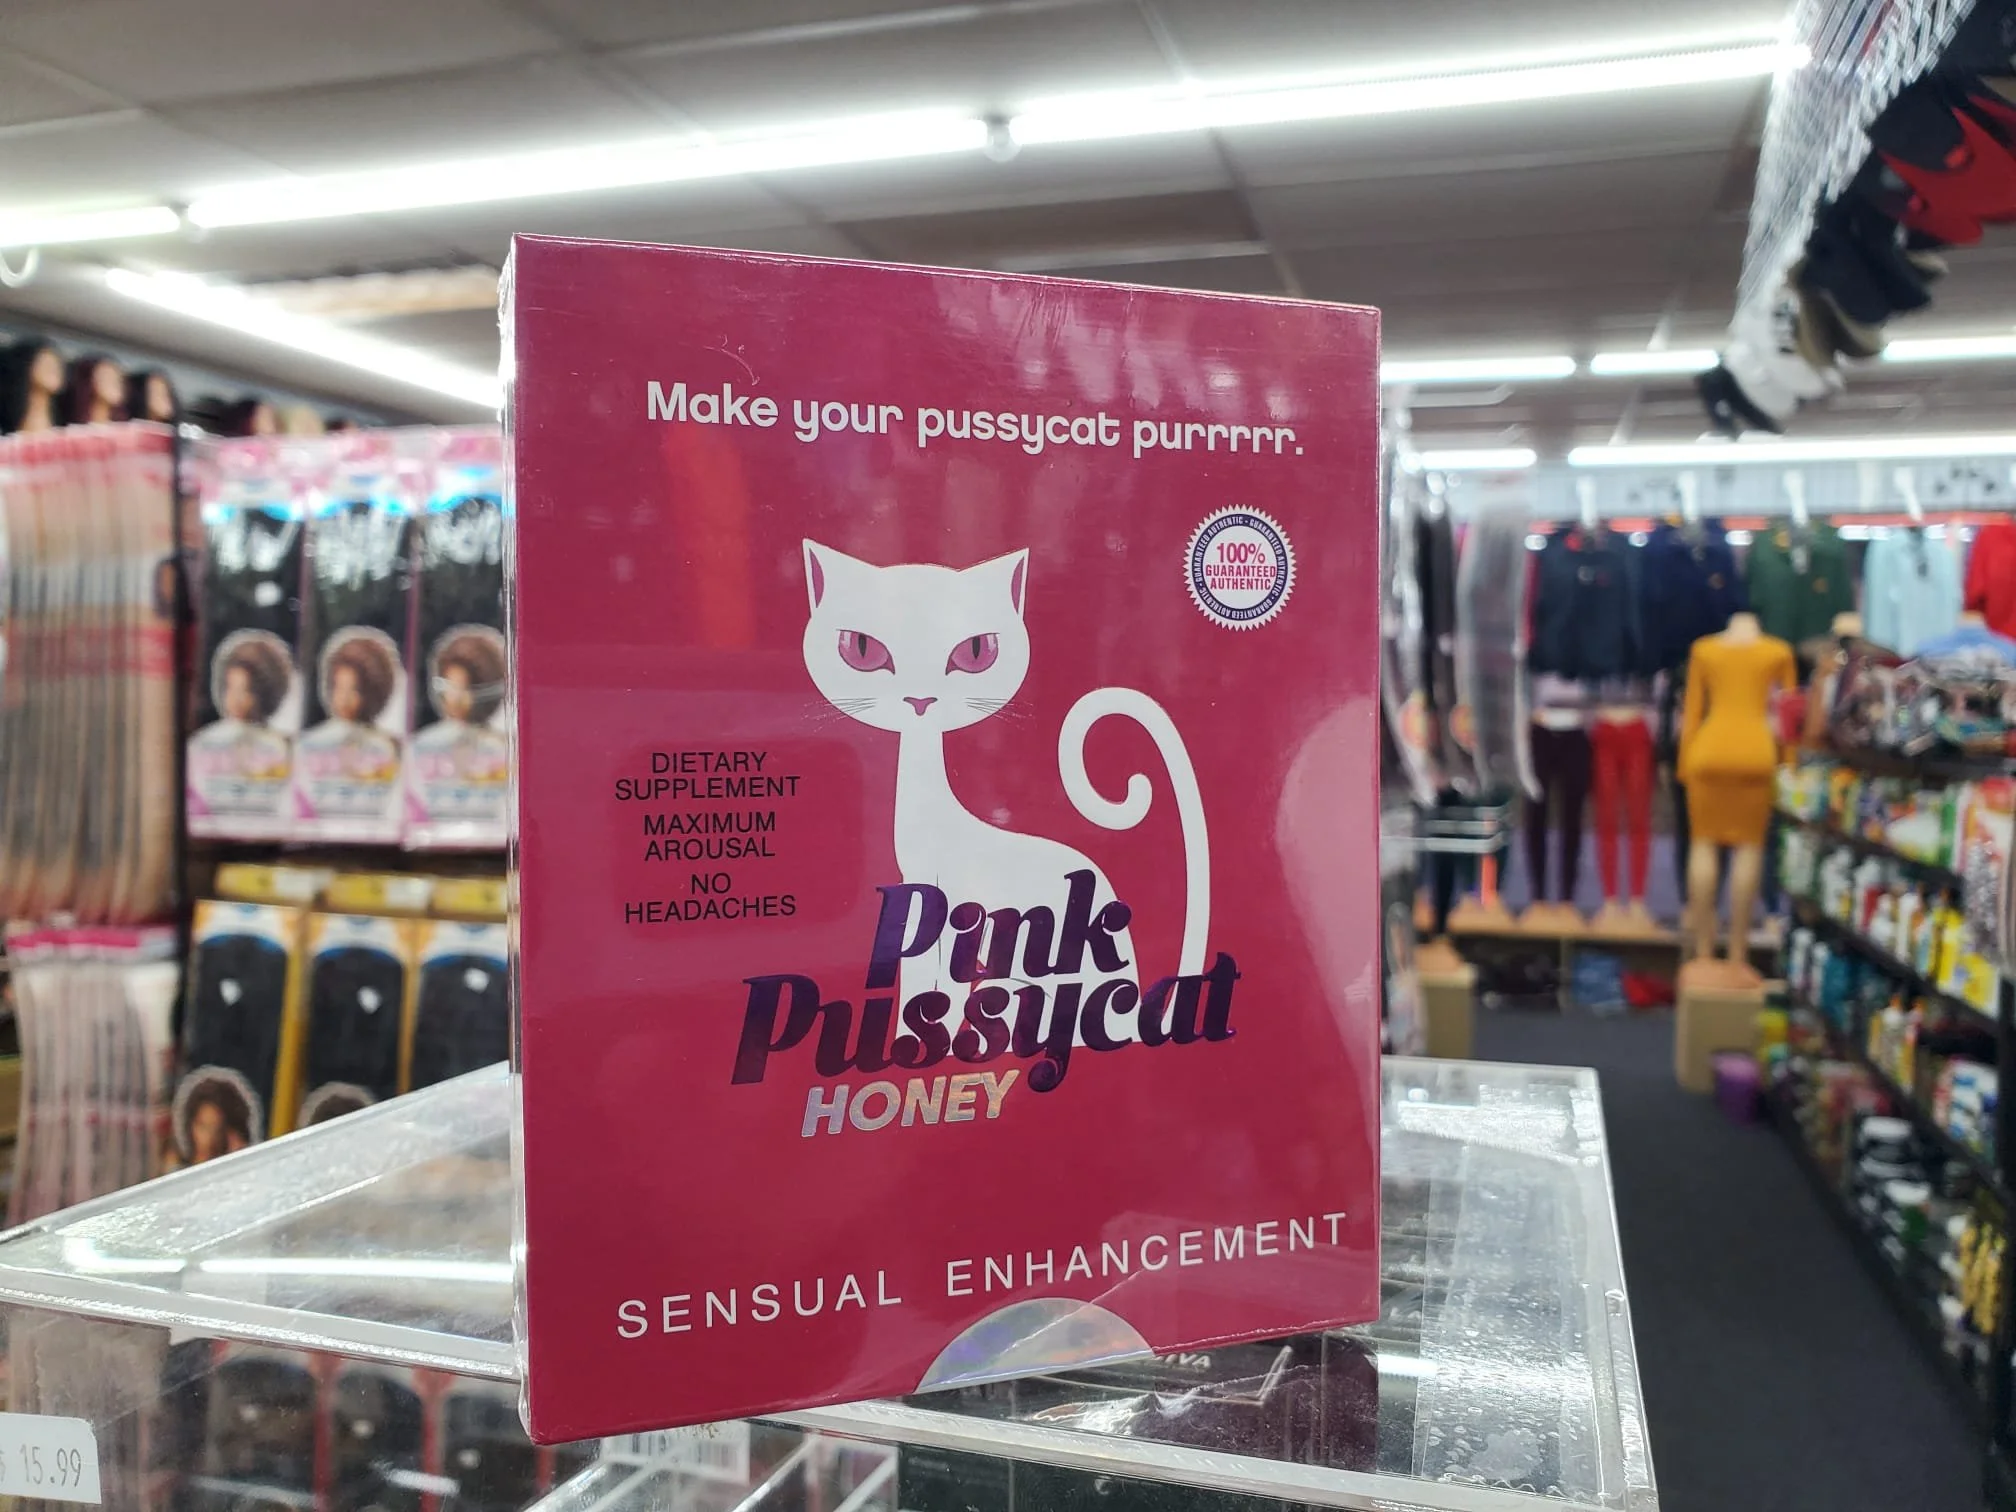 Make your pussycat purrrrr.
100%
GUARANTEED
AUTHENTIC
DIETARY
SUPPLEMENT
MAXIMUM
AROUSAL
NO
HEADACHES
Pink
Pussycat
HONEY
SENSUAL ENHANCEMENT
15.99